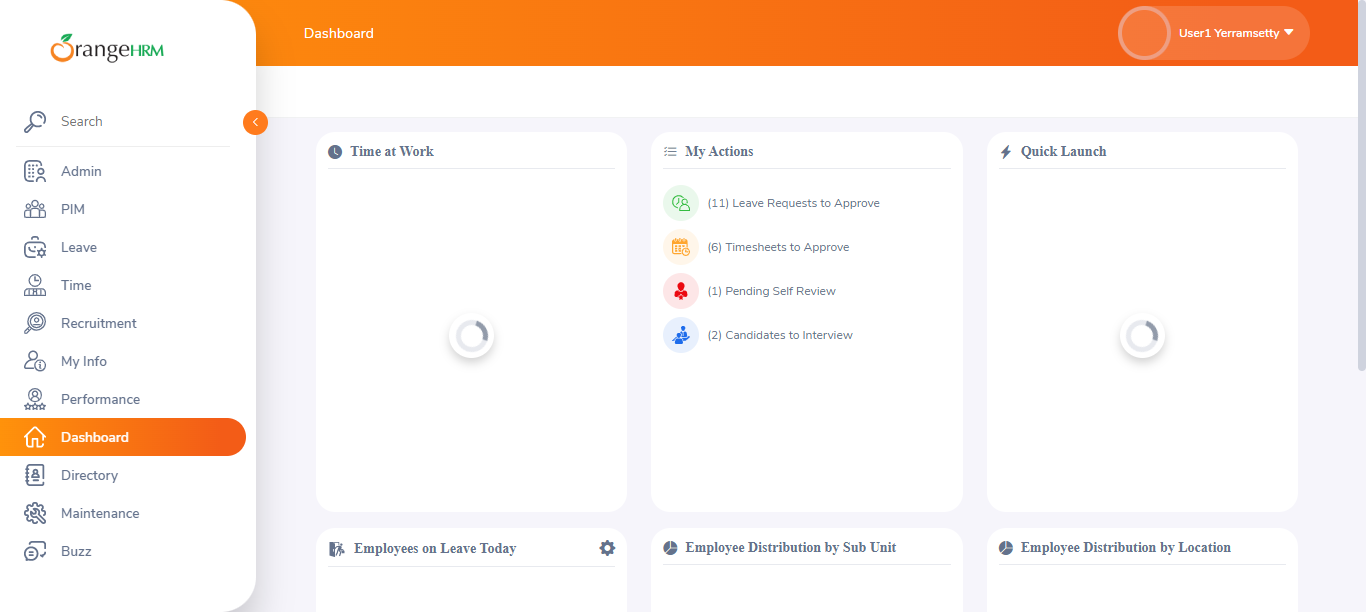 OrangeHRM
Dashboard
User1 Yerramsetty
Search
Admin
PIM
Leave
Time
Recruitment
My Info
Performance
Dashboard
Directory
Maintenance
Buzz
Time at Work
My Actions
(11) Leave Requests to Approve
(6) Timesheets to Approve
(1) Pending Self Review
(2) Candidates to Interview
Quick Launch
Employees on Leave Today
Employee Distribution by Sub Unit
Employee Distribution by Location